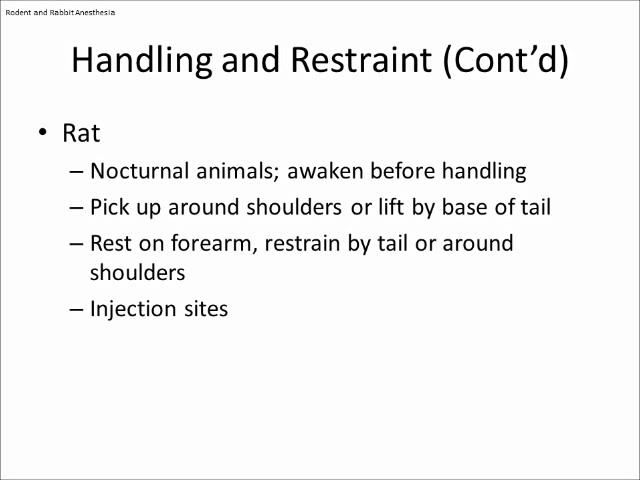 Rodent and Rabbit Anesthesia
Handling and Restraint (Cont’d)
• Rat
– Nocturnal animals; awaken before handling
– Pick up around shoulders or lift by base of tail
– Rest on forearm, restrain by tail or around
shoulders
– Injection sites